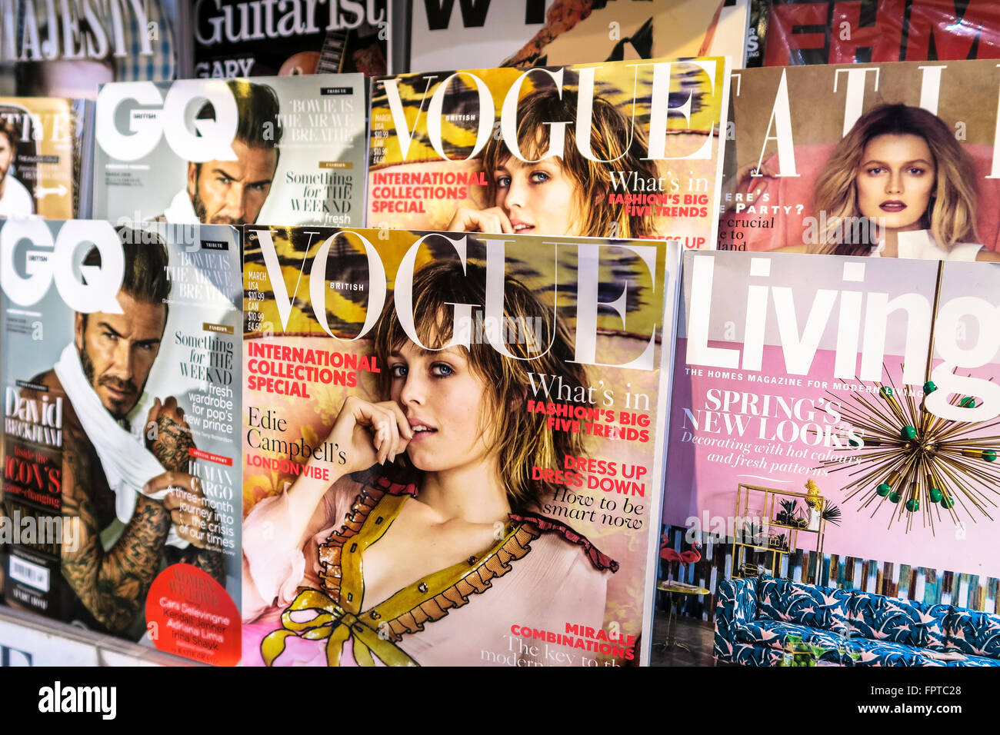 MAJESTY
Guitarist
GARY
FHM
GQ
BRITISH
TRIBUTE
'BOWIE IS
THE AIR WE
BREATHE
FASHION
Something
for THE
WEEKND
A fresh
VOGUE
BRITISH
MARCH
USA
$10.99
CAN
$10.99
£4.60
INTERNATIONAL
COLLECTIONS
SPECIAL
What's in
FASHION'S BIG
FIVE TRENDS
DRESS UP
PARTY?
crucial
GQ
BRITISH
TRIBUTE
'BOWIE IS
THE AIR WE
BREATHE
FASHION
Something
for THE
WEEKND
A fresh
wardrobe
for pop's
new prince
David
BECKHAM
Inside the
ICON'S
game-changing
SPECIAL REPORT
HUMAN
CARGO
A three-month
journey into
the crisis
of our times
WOMEN
WE LOVE
Cara Delevingne
Kendall Jenner
Adriana Lima
Irina Shayk
VOGUE
BRITISH
MARCH
USA
$10.99
CAN
$10.99
£4.60
INTERNATIONAL
COLLECTIONS
SPECIAL
Edie
Campbell's
LONDON VIBE
What's in
FASHION'S BIG
FIVE TRENDS
DRESS UP
DRESS DOWN
How to be
smart now
MIRACLE
COMBINATIONS
The key to
modern
Living
THE HOMES MAGAZINE FOR MODERN LIVING
SPRING'S
NEW LOOKS
Decorating with hot colours
and fresh patterns
alamy
Image ID: FPTC28
www.alamy.com